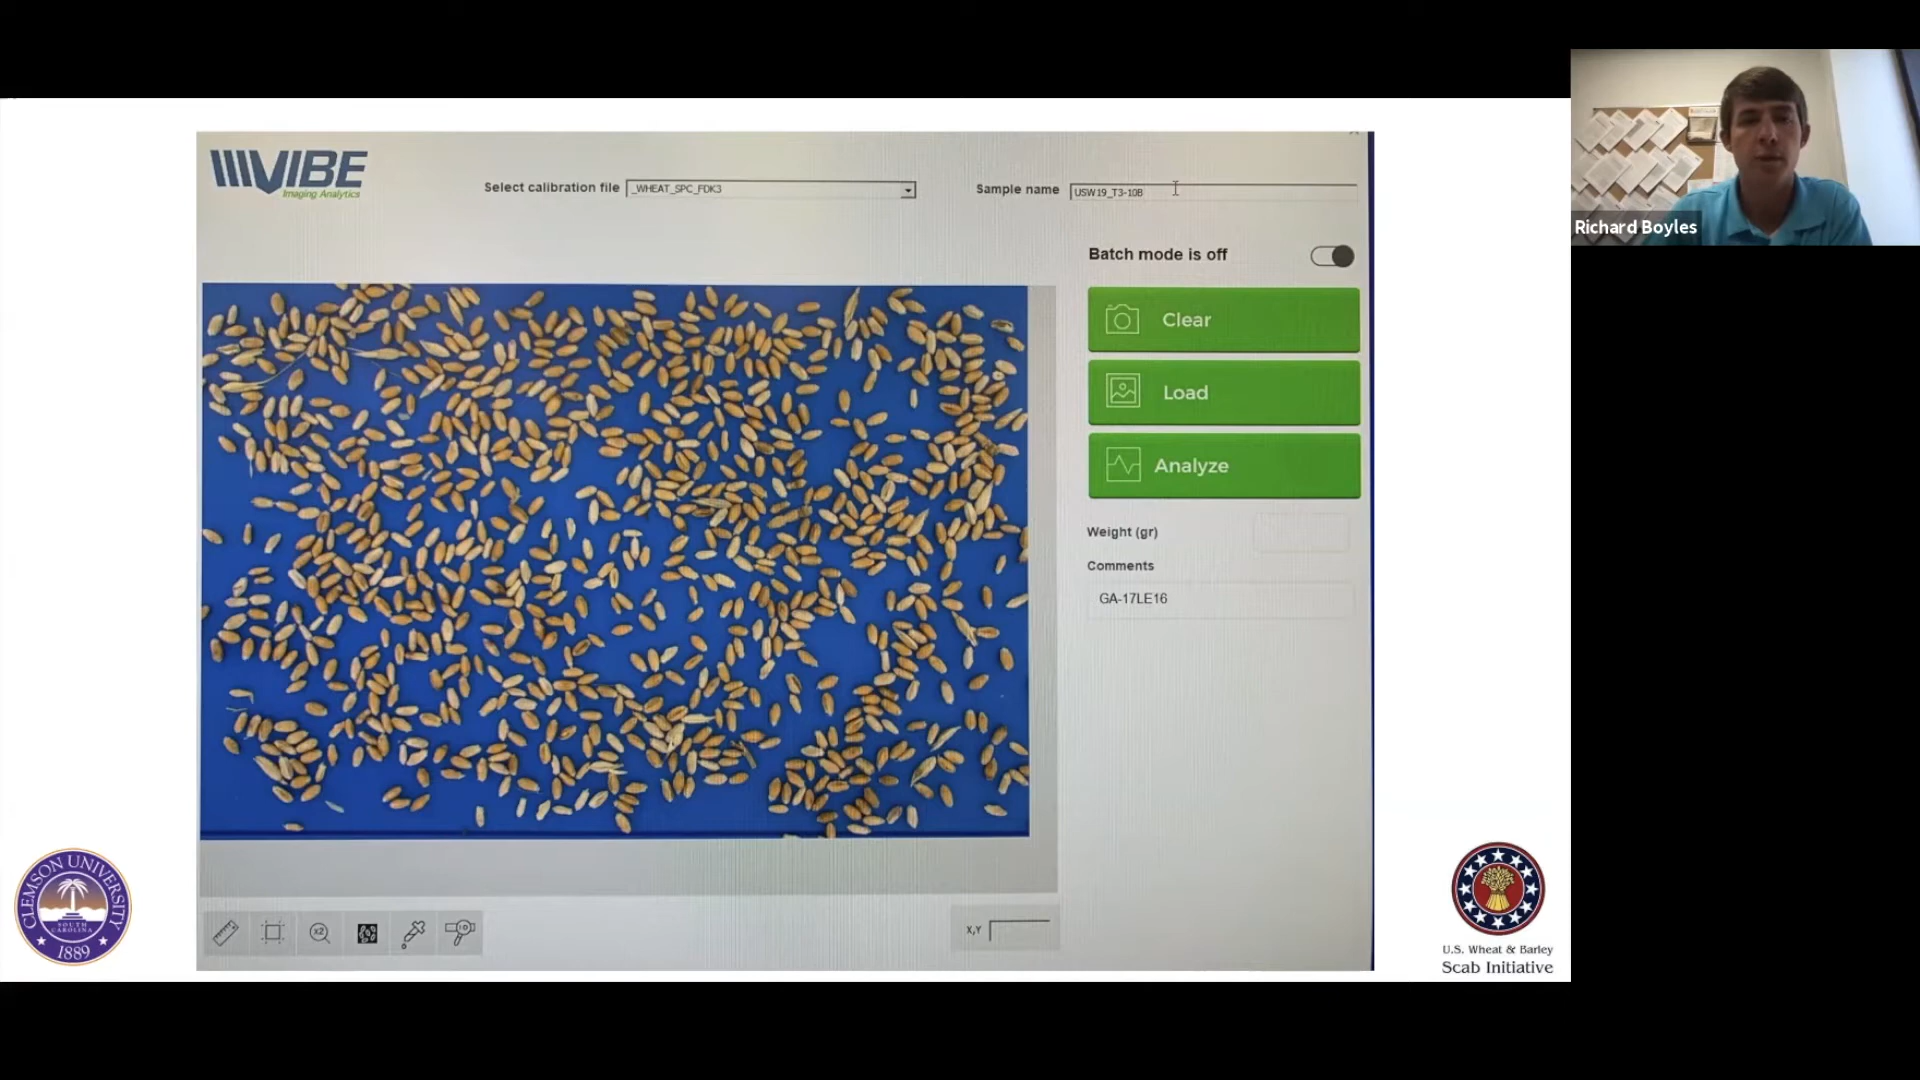 VIBE
Imaging Analytics
Select calibration file
_WHEAT_SPC_FDK3
Sample name
USW19_T3-10B
Batch mode is off
Clear
Load
Analyze
Weight (gr)
Comments
GA-17LE16
x2
X,Y
Richard Boyles
CLEMSON UNIVERSITY
SOUTH
CAROLINA
1889
U.S. Wheat & Barley
Scab Initiative